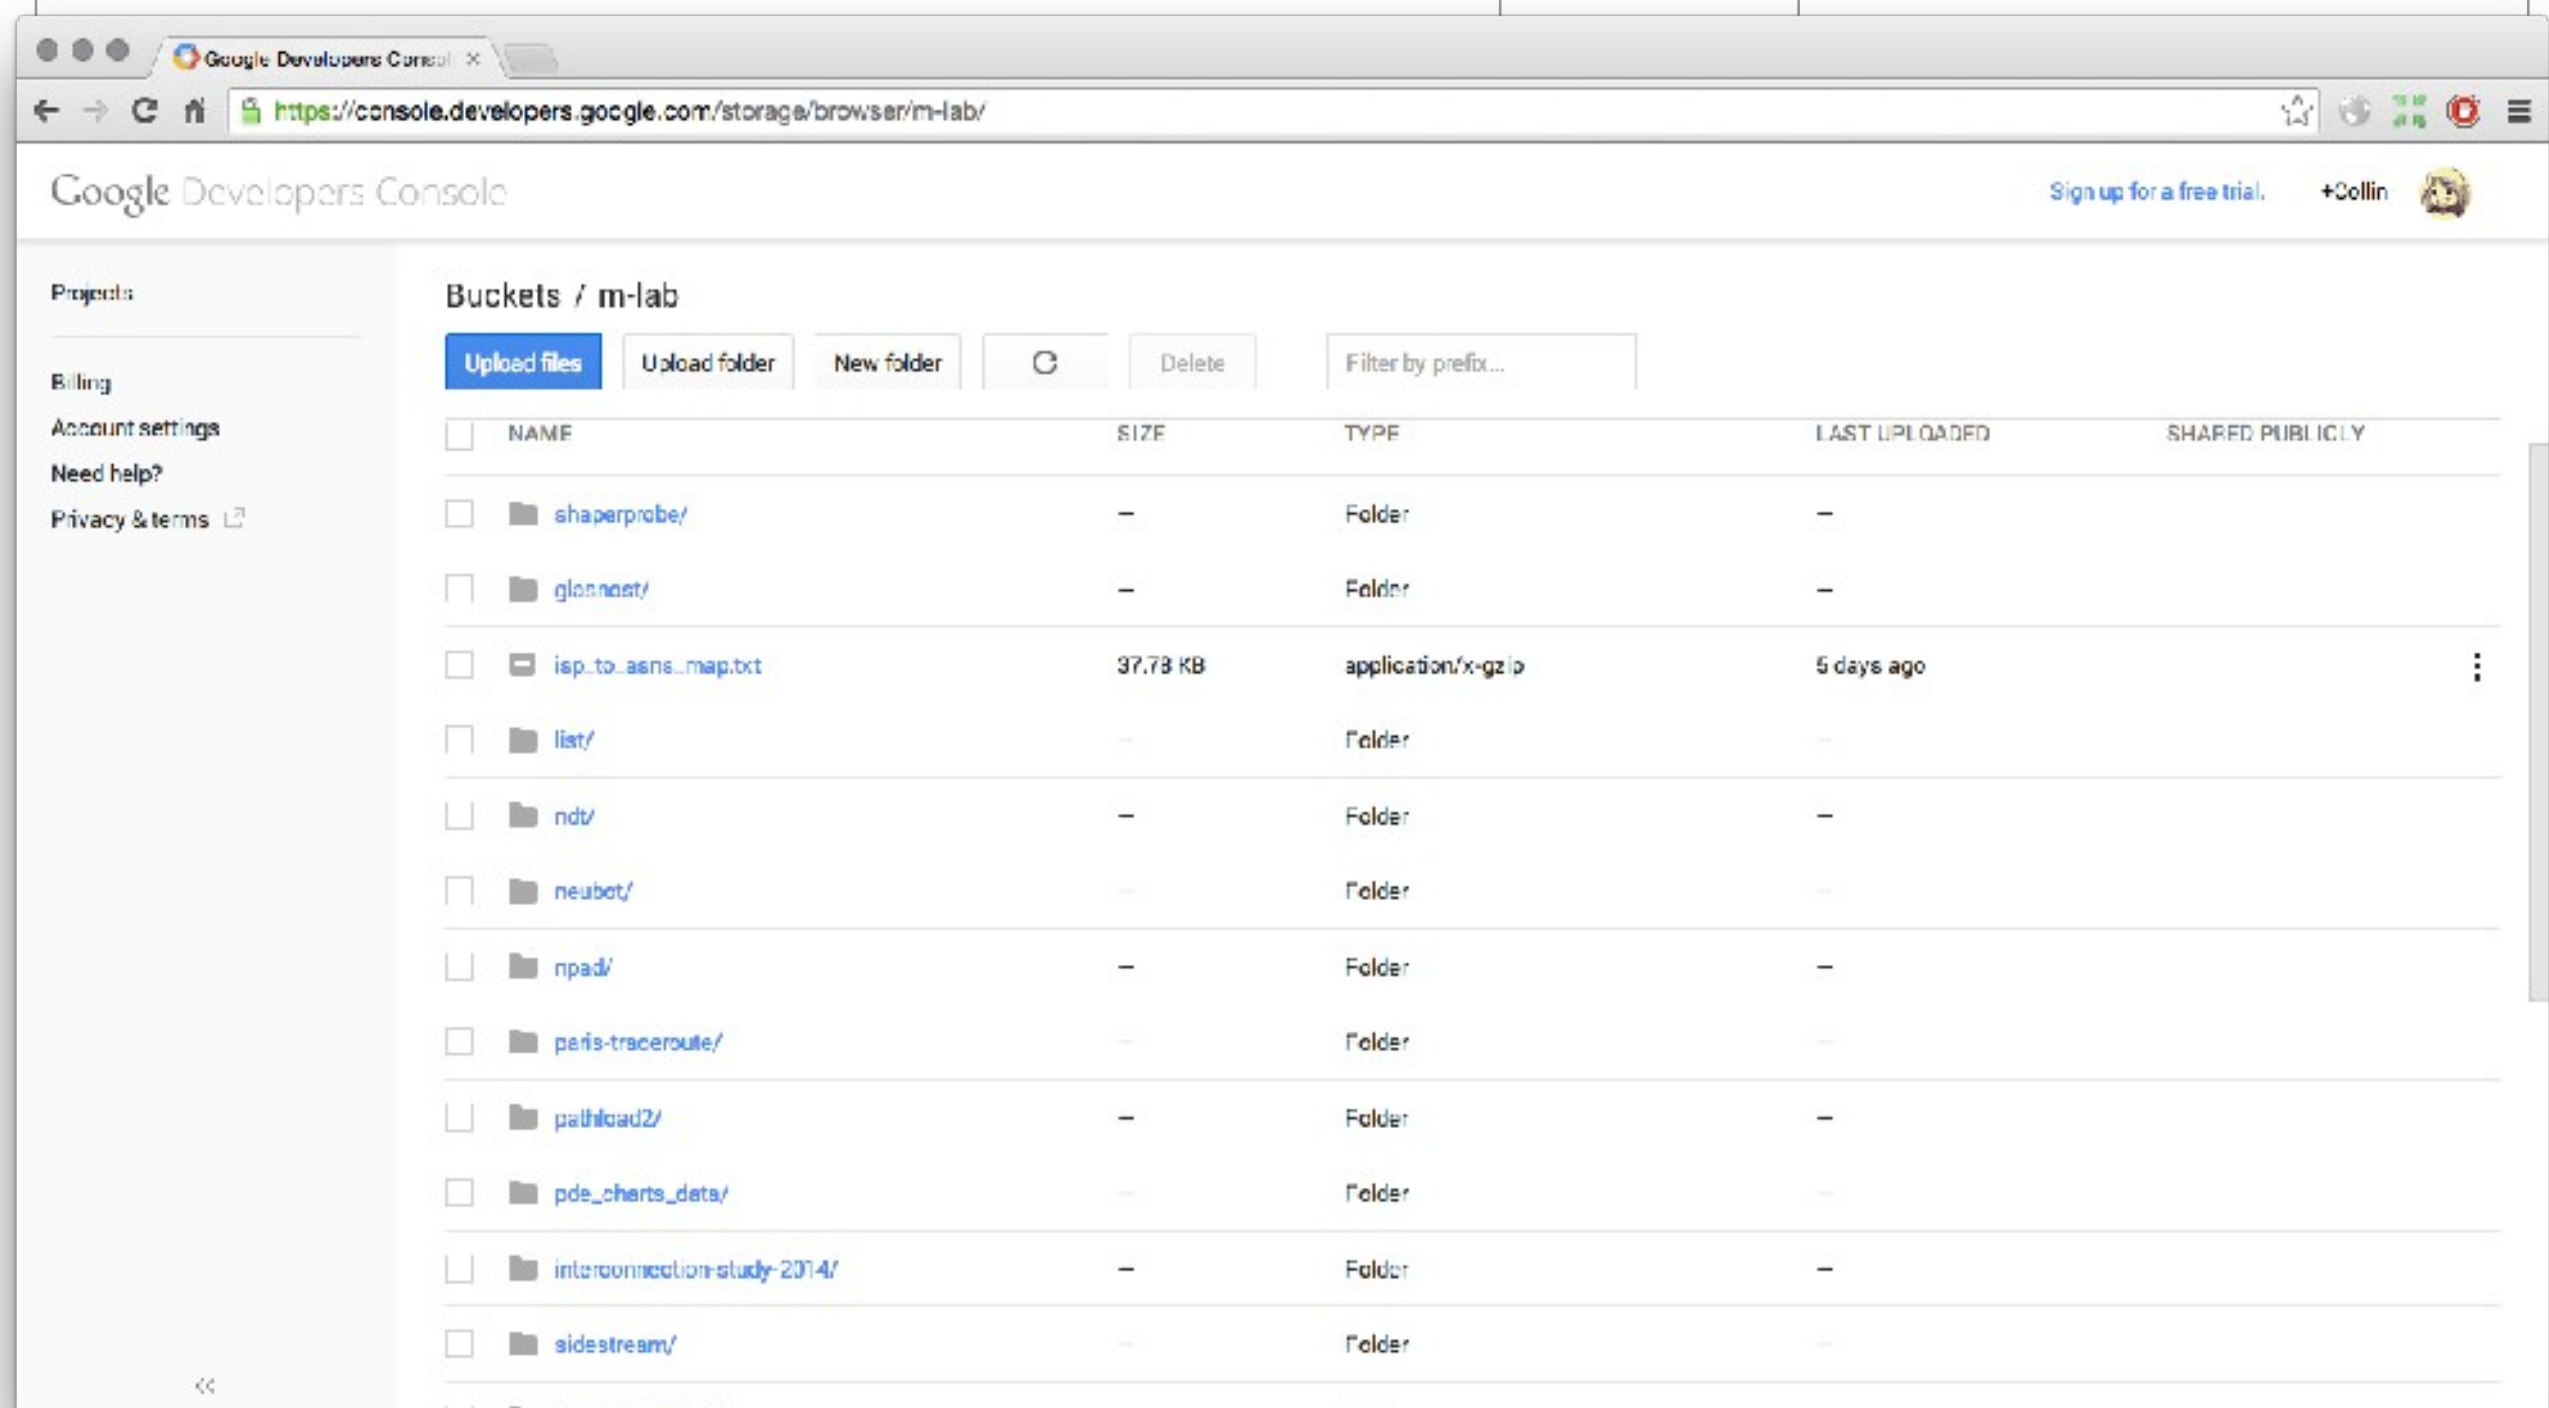 Google Developers Consol
https://console.developers.google.com/storage/browser/m-lab/
Google Developers Console
Sign up for a free trial. +Collin
Projects
Billing
Account settings
Need help?
Privacy & terms
Buckets / m-lab
Upload files Upload folder New folder Delete Filter by prefix...
NAME SIZE TYPE LAST UPLOADED SHARED PUBLICLY
shaperprobe/ – Folder –
glasnost/ – Folder –
isp_to_asns_map.txt 37.78 KB application/x-gzip 5 days ago
list/ – Folder –
ndt/ – Folder –
neubot/ – Folder –
npad/ – Folder –
paris-traceroute/ – Folder –
pathload2/ – Folder –
pde_charts_data/ – Folder –
interconnection-study-2014/ – Folder –
sidestream/ – Folder –
<<